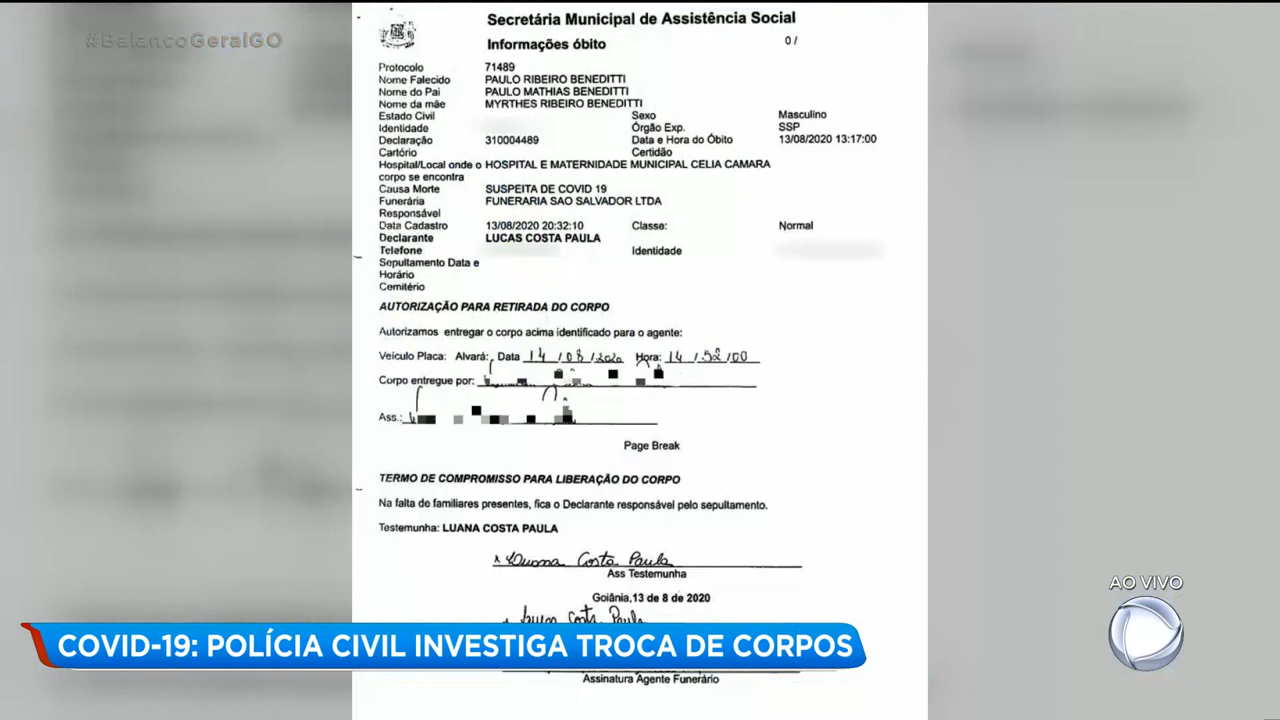 #BalancoGeralGO
Secretária Municipal de Assistência Social
Informações óbito
0 /
Protocolo 71489
Nome Falecido PAULO RIBEIRO BENEDITTI
Nome do Pai PAULO MATHIAS BENEDITTI
Nome da mãe MYRTHES RIBEIRO BENEDITTI
Estado Civil Sexo Masculino
Identidade Órgão Exp. SSP
Declaração 310004489 Data e Hora do Óbito 13/08/2020 13:17:00
Cartório Certidão
Hospital/Local onde o HOSPITAL E MATERNIDADE MUNICIPAL CELIA CAMARA
corpo se encontra
Causa Morte SUSPEITA DE COVID 19
Funerária FUNERARIA SAO SALVADOR LTDA
Responsável
Data Cadastro 13/08/2020 20:32:10 Classe: Normal
Declarante LUCAS COSTA PAULA
Telefone Identidade
Sepultamento Data e
Horário
Cemitério
AUTORIZAÇÃO PARA RETIRADA DO CORPO
Autorizamos entregar o corpo acima identificado para o agente:
Veículo Placa: Alvará: Data 14/08/2020 Hora: 14/52/00
Corpo entregue por:
Ass.:
Page Break
TERMO DE COMPROMISSO PARA LIBERAÇÃO DO CORPO
Na falta de familiares presentes, fica o Declarante responsável pelo sepultamento.
Testemunha: LUANA COSTA PAULA
x Luana Costa Paula
Ass Testemunha
Goiânia,13 de 8 de 2020
Costa Paula
Assinatura Agente Funerário
COVID-19: POLÍCIA CIVIL INVESTIGA TROCA DE CORPOS
AO VIVO